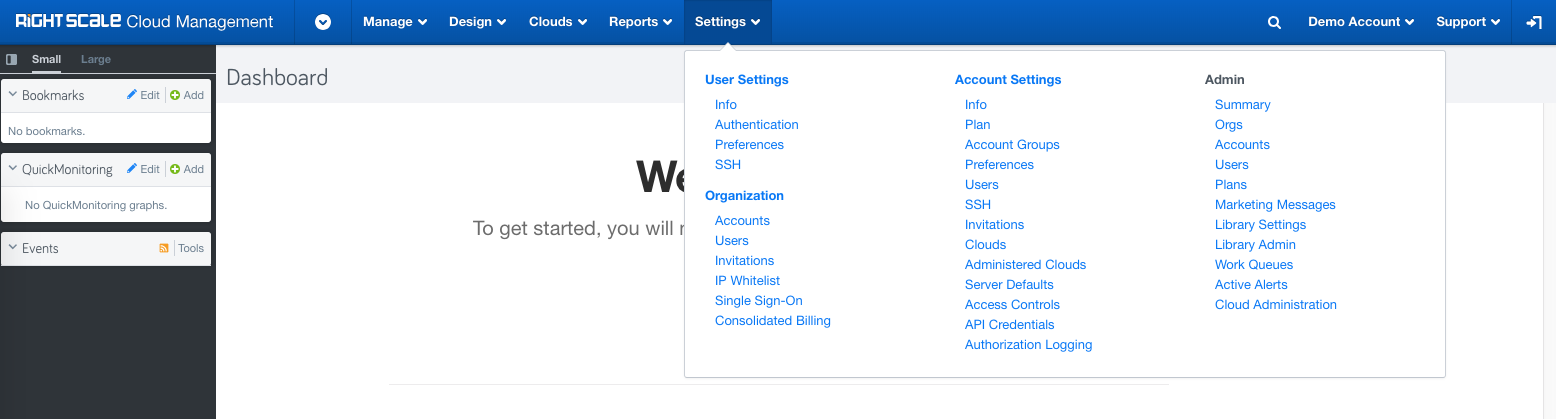 RIGHTSCALE Cloud Management
Manage
Design
Clouds
Reports
Settings
Demo Account
Support
Small
Large
Bookmarks
Edit
Add
No bookmarks.
QuickMonitoring
Edit
Add
No QuickMonitoring graphs.
Events
Tools
Dashboard
To get started, you will
User Settings
Info
Authentication
Preferences
SSH
Organization
Accounts
Users
Invitations
IP Whitelist
Single Sign-On
Consolidated Billing
Account Settings
Info
Plan
Account Groups
Preferences
Users
SSH
Invitations
Clouds
Administered Clouds
Server Defaults
Access Controls
API Credentials
Authorization Logging
Admin
Summary
Orgs
Accounts
Users
Plans
Marketing Messages
Library Settings
Library Admin
Work Queues
Active Alerts
Cloud Administration